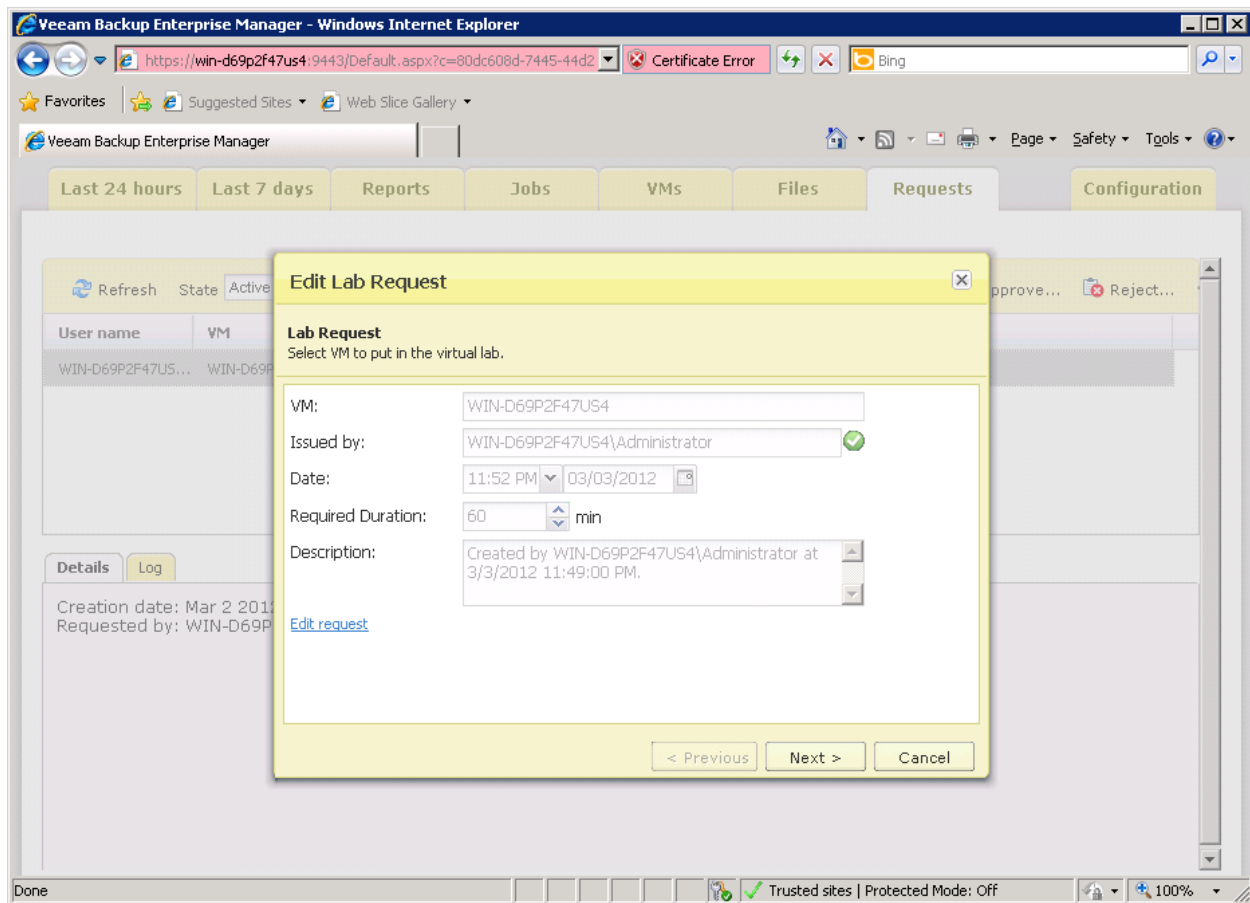 Veeam Backup Enterprise Manager - Windows Internet Explorer
https://win-d69p2f47us4:9443/Default.aspx?c=80dc608d-7445-44d2
Certificate Error
Bing
Favorites
Suggested Sites
Web Slice Gallery
Veeam Backup Enterprise Manager
Page
Safety
Tools
Last 24 hours
Last 7 days
Reports
Jobs
VMs
Files
Requests
Configuration
Refresh
State
Active
pprove...
Reject...
User name
VM
WIN-D69P2F47US...
WIN-D69P
Edit Lab Request
Lab Request
Select VM to put in the virtual lab.
VM:
WIN-D69P2F47US4
Issued by:
WIN-D69P2F47US4\Administrator
Date:
11:52 PM
03/03/2012
Required Duration:
60
min
Description:
Created by WIN-D69P2F47US4\Administrator at
3/3/2012 11:49:00 PM.
Edit request
< Previous
Next >
Cancel
Details
Log
Creation date: Mar 2 2012
Requested by: WIN-D69P
Done
Trusted sites | Protected Mode: Off
100%